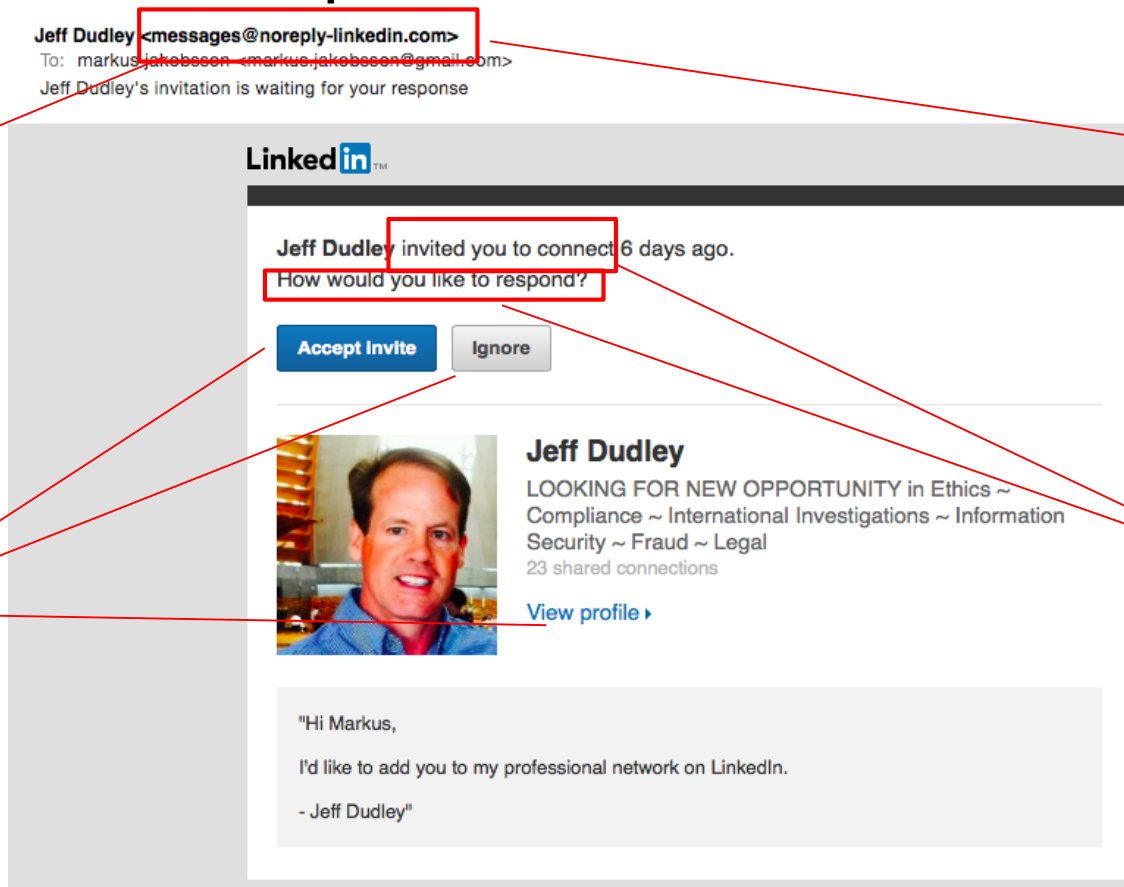 Jeff Dudley <messages@noreply-linkedin.com>
To: markus.jakobsson <markus.jakobsson@gmail.com>
Jeff Dudley's invitation is waiting for your response
Linked in TM
Jeff Dudley invited you to connect 6 days ago.
How would you like to respond?
Accept Invite Ignore
Jeff Dudley
LOOKING FOR NEW OPPORTUNITY in Ethics ~
Compliance ~ International Investigations ~ Information
Security ~ Fraud ~ Legal
23 shared connections
View profile
"Hi Markus,
I'd like to add you to my professional network on LinkedIn.
- Jeff Dudley"